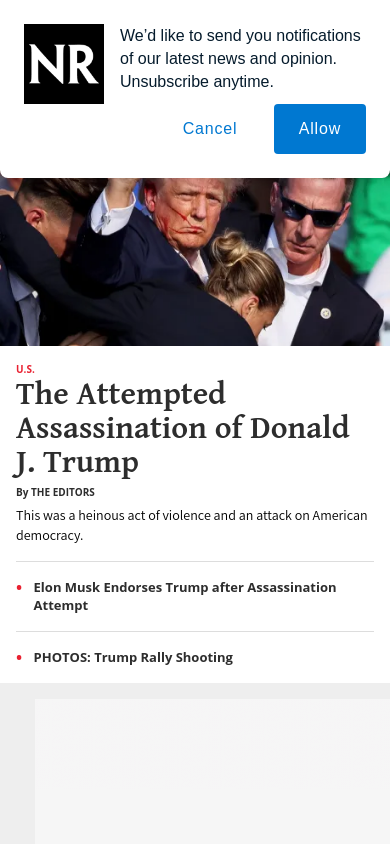 NR
We'd like to send you notifications
of our latest news and opinion.
Unsubscribe anytime.
Cancel
Allow
U.S.
The Attempted
Assassination of Donald
J. Trump
By THE EDITORS
This was a heinous act of violence and an attack on American
democracy.
• Elon Musk Endorses Trump after Assassination
Attempt
• PHOTOS: Trump Rally Shooting